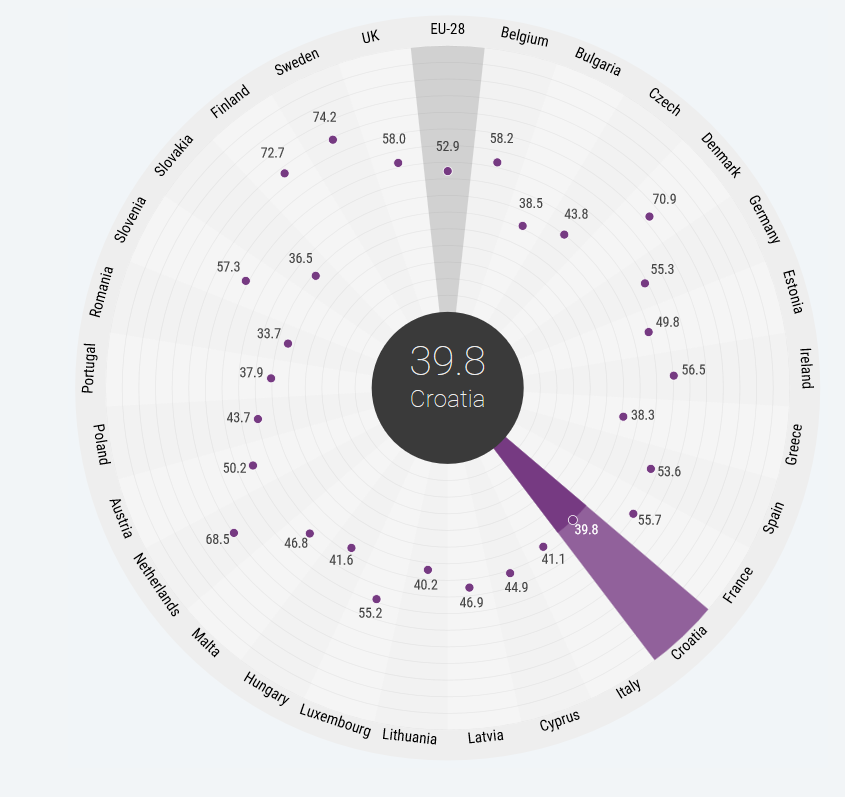 EU-28
52.9
Belgium
58.2
Bulgaria
38.5
Czech
43.8
Denmark
70.9
Germany
55.3
Estonia
49.8
Ireland
56.5
Greece
38.3
Spain
53.6
France
55.7
Croatia
39.8
Italy
41.1
Cyprus
44.9
Latvia
46.9
Lithuania
40.2
Luxembourg
55.2
Hungary
41.6
Malta
46.8
Netherlands
68.5
Austria
50.2
Poland
43.7
Portugal
37.9
Romania
33.7
Slovenia
57.3
Slovakia
36.5
Finland
72.7
Sweden
74.2
UK
58.0
39.8
Croatia